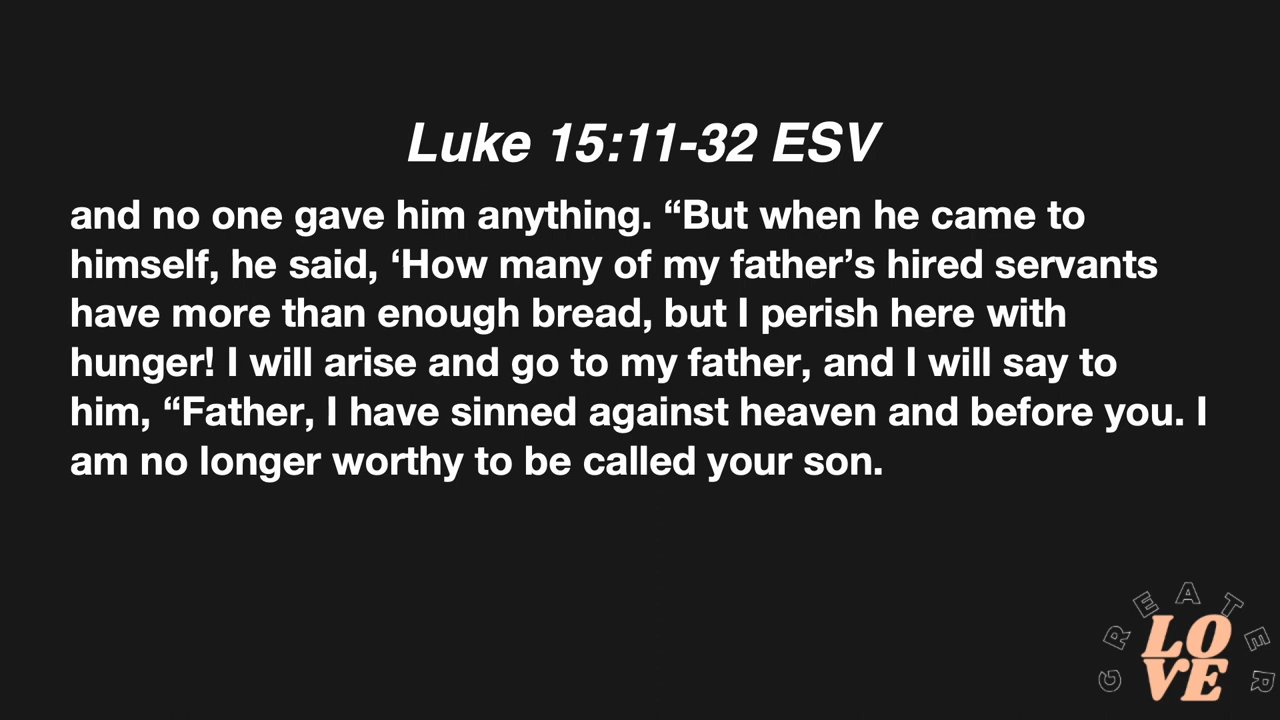 Luke 15:11-32 ESV
and no one gave him anything. “But when he came to
himself, he said, ‘How many of my father’s hired servants
have more than enough bread, but I perish here with
hunger! I will arise and go to my father, and I will say to
him, “Father, I have sinned against heaven and before you. I
am no longer worthy to be called your son.
GREATER
LO
VE